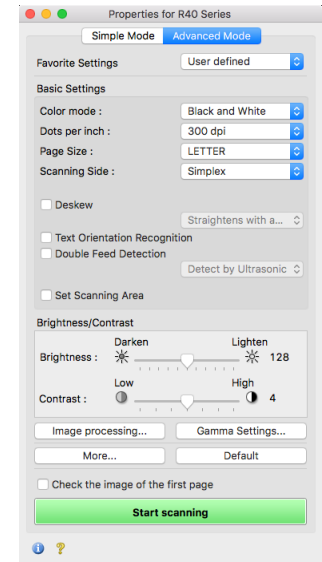 Properties for R40 Series
Simple Mode Advanced Mode
Favorite Settings User defined
Basic Settings
Color mode : Black and White
Dots per inch : 300 dpi
Page Size : LETTER
Scanning Side : Simplex
Deskew
Straightens with a...
Text Orientation Recognition
Double Feed Detection
Detect by Ultrasonic
Set Scanning Area
Brightness/Contrast
Darken Lighten
Brightness : 128
Low High
Contrast : 4
Image processing... Gamma Settings...
More... Default
Check the image of the first page
Start scanning